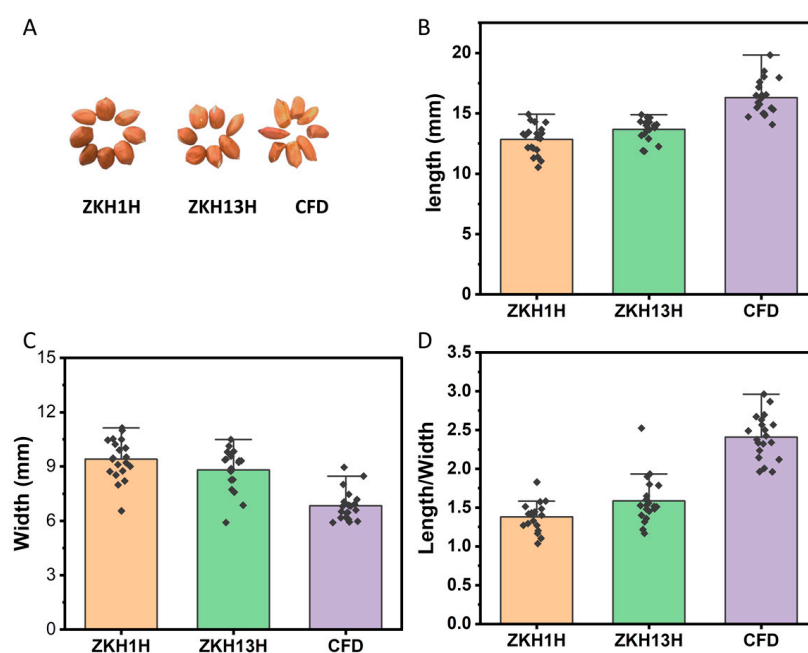 A
ZKH1H ZKH13H CFD
B
length (mm)
20
15
10
5
0
ZKH1H ZKH13H CFD
C
Width (mm)
15
12
9
6
3
0
ZKH1H ZKH13H CFD
D
Length/Width
3.5
3.0
2.5
2.0
1.5
1.0
0.5
0.0
ZKH1H ZKH13H CFD